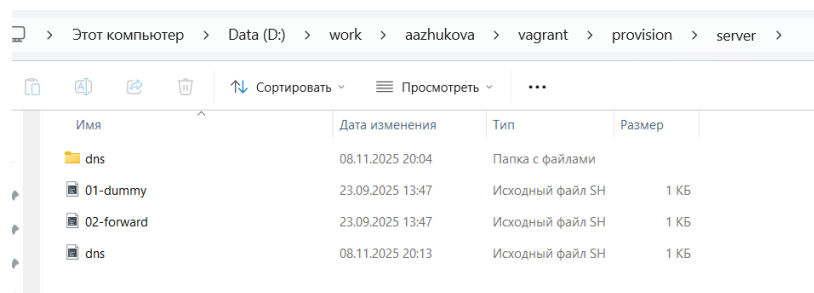 Этот компьютер > Data (D:) > work > aazhukova > vagrant > provision > server >
Сортировать Просмотреть ...
Имя Дата изменения Тип Размер
dns 08.11.2025 20:04 Папка с файлами
01-dummy 23.09.2025 13:47 Исходный файл SH 1 КБ
02-forward 23.09.2025 13:47 Исходный файл SH 1 КБ
dns 08.11.2025 20:13 Исходный файл SH 1 КБ